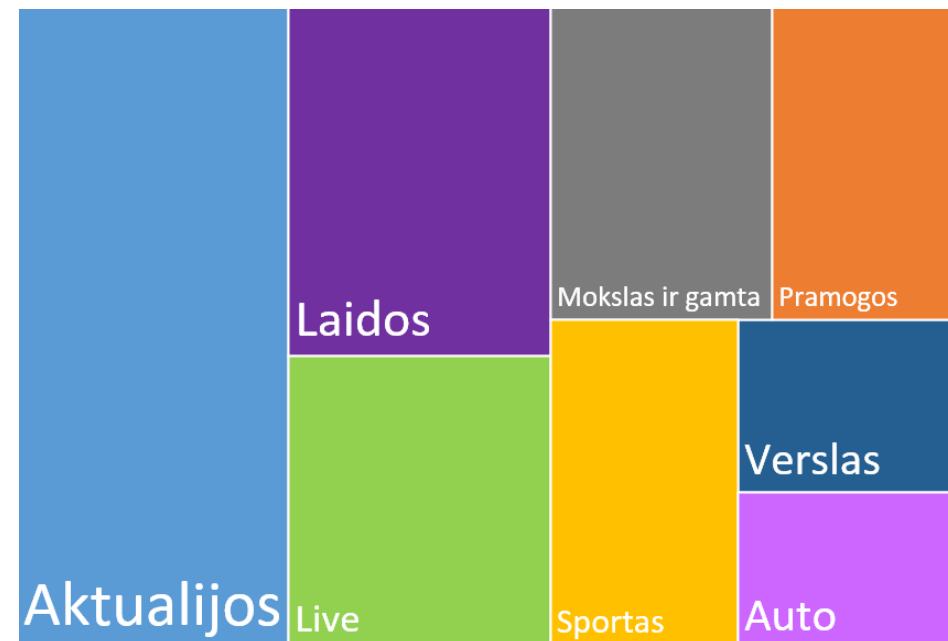 Aktualijos
Laidos
Live
Mokslas ir gamta
Pramogos
Sportas
Verslas
Auto